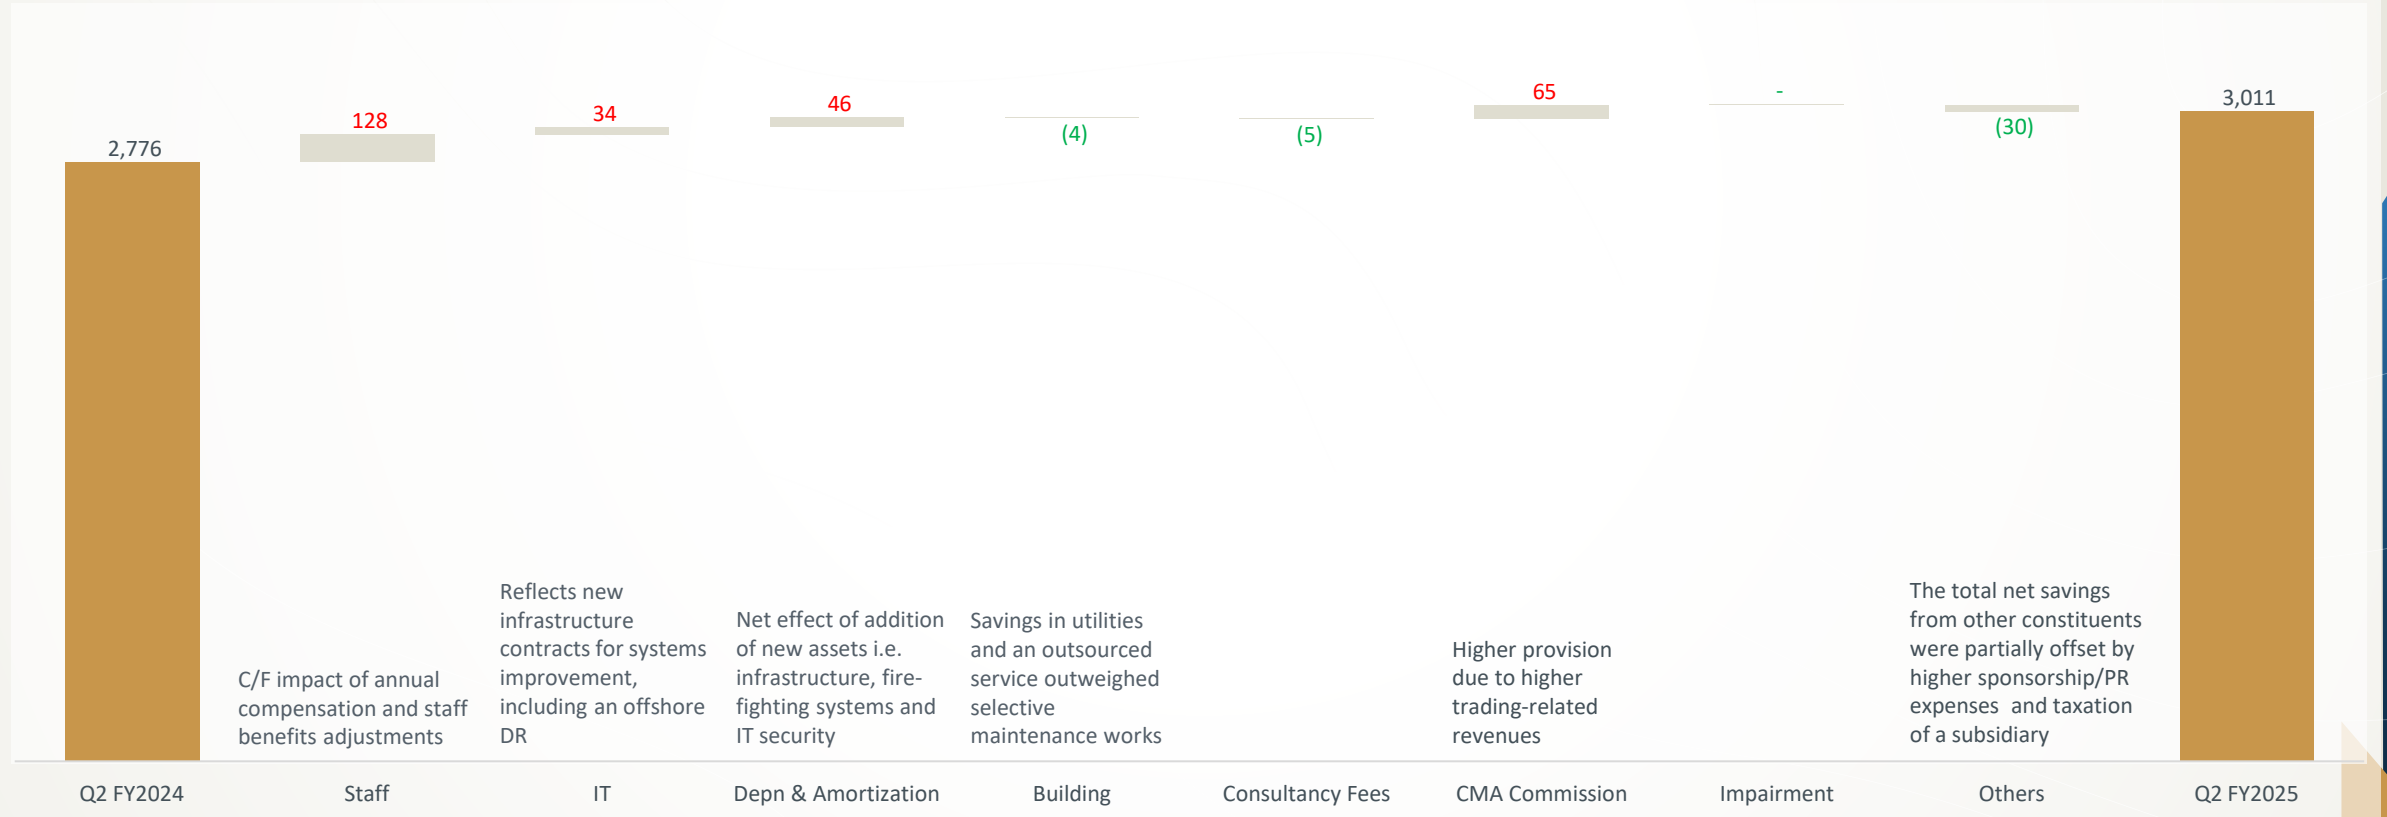 2,776
128
34
46
(4)
(5)
65
-
(30)
3,011
C/F impact of annual
compensation and staff
benefits adjustments
Reflects new
infrastructure
contracts for systems
improvement,
including an offshore
DR
Net effect of addition
of new assets i.e.
infrastructure, fire-
fighting systems and
IT security
Savings in utilities
and an outsourced
service outweighed
selective
maintenance works
Higher provision
due to higher
trading-related
revenues
The total net savings
from other constituents
were partially offset by
higher sponsorship/PR
expenses  and taxation
of a subsidiary
Q2 FY2024
Staff
IT
Depn & Amortization
Building
Consultancy Fees
CMA Commission
Impairment
Others
Q2 FY2025